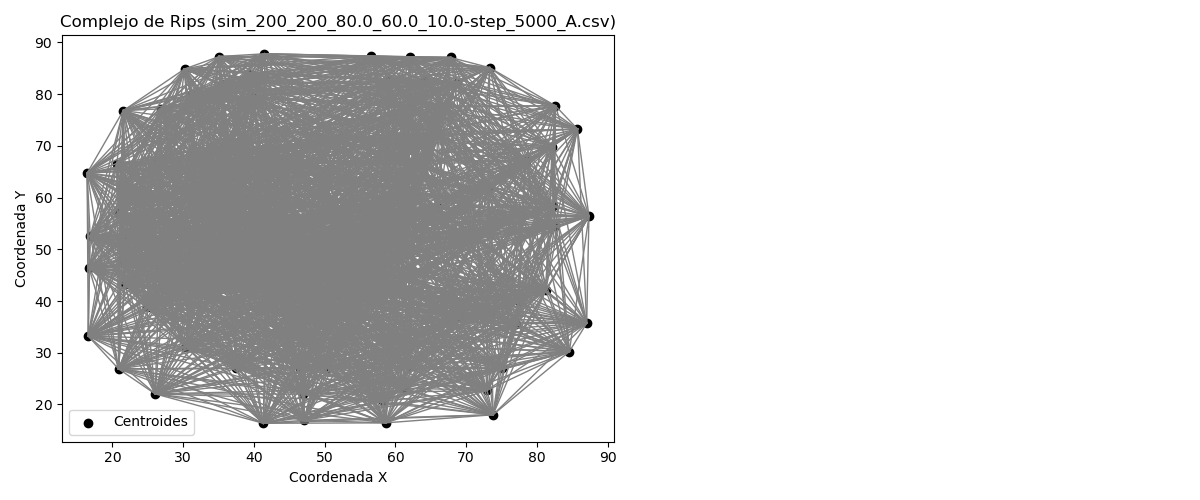 Complejo de Rips (sim_200_200_80.0_60.0_10.0-step_5000_A.csv)
90
80
70
60
50
40
30
20
Coordenada Y
Centroides
20 30 40 50 60 70 80 90
Coordenada X